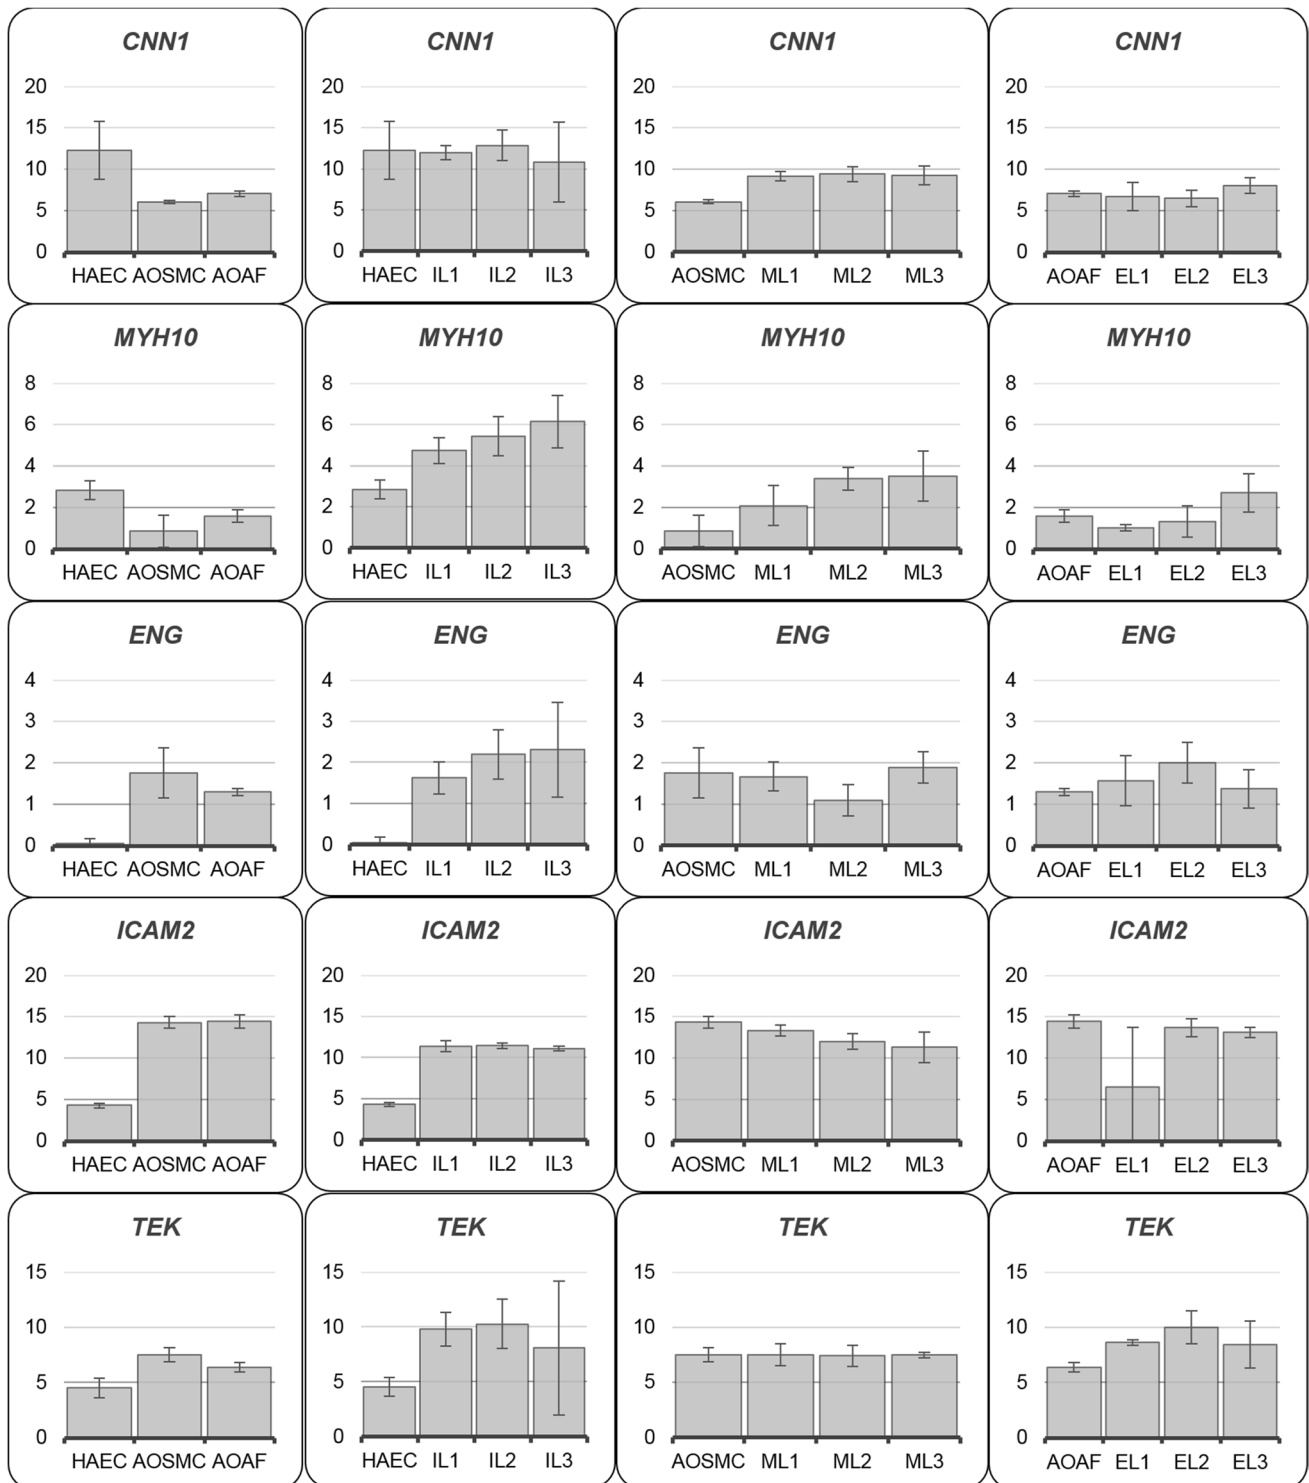 CNN1 CNN1 CNN1 CNN1
20 20 20 20
15 15 15 15
10 10 10 10
5 5 5 5
0 0 0 0
HAEC AOSMC AOAF HAEC IL1 IL2 IL3 AOSMC ML1 ML2 ML3 AOAF EL1 EL2 EL3
MYH10 MYH10 MYH10 MYH10
8 8 8 8
6 6 6 6
4 4 4 4
2 2 2 2
0 0 0 0
HAEC AOSMC AOAF HAEC IL1 IL2 IL3 AOSMC ML1 ML2 ML3 AOAF EL1 EL2 EL3
ENG ENG ENG ENG
4 4 4 4
3 3 3 3
2 2 2 2
1 1 1 1
0 0 0 0
HAEC AOSMC AOAF HAEC IL1 IL2 IL3 AOSMC ML1 ML2 ML3 AOAF EL1 EL2 EL3
ICAM2 ICAM2 ICAM2 ICAM2
20 20 20 20
15 15 15 15
10 10 10 10
5 5 5 5
0 0 0 0
HAEC AOSMC AOAF HAEC IL1 IL2 IL3 AOSMC ML1 ML2 ML3 AOAF EL1 EL2 EL3
TEK TEK TEK TEK
15 15 15 15
10 10 10 10
5 5 5 5
0 0 0 0
HAEC AOSMC AOAF HAEC IL1 IL2 IL3 AOSMC ML1 ML2 ML3 AOAF EL1 EL2 EL3